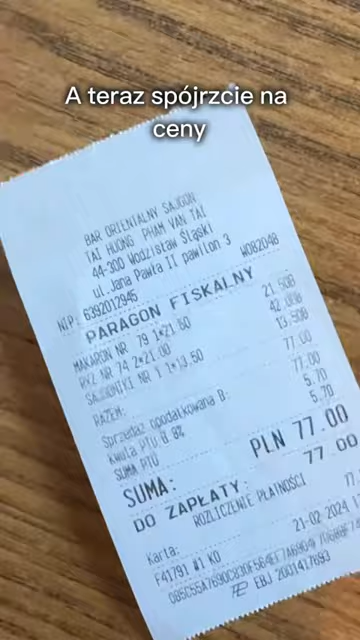 A teraz spójrzcie na
ceny
BAR ORIENTALNY SAJGON
TAI HUONG PHAM VAN TAI
44-300 Wodzisław Śląski
ul. Jana Pawła II pawilon 3
NIP: 6392012945 W082048
PARAGON FISKALNY
MAKARON NR 79 1*21.50 21.50B
RYŻ NR 74 2*21.00 42.00B
SAJGONKI NR 1 1*13.50 13.50B
RAZEM: 77.00
Sprzedaż opodatkowana B: 77.00
Kwota PTU B 8% 5.70
SUMA PTU 5.70
SUMA: PLN 77.00
DO ZAPŁATY: 77.00
ROZLICZENIE PŁATNOŚCI
Karta: 77.
F41791 #1 KO 21-02-2024
EBJ 2001417693